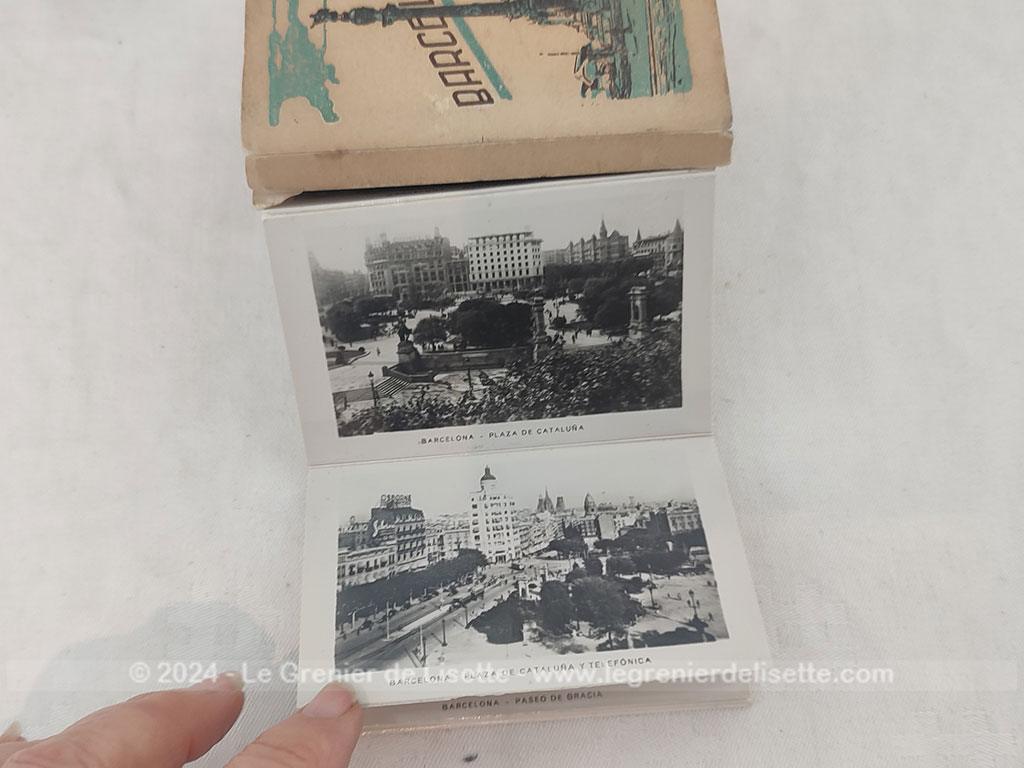 BARCEL
BARCELONA - PLAZA DE CATALUÑA
OSBORNE
BARCELONA - PLAZA DE CATALUÑA Y TELEFÓNICA
© 2024 - Le Grenier de Lisette - www.legrenierdelisette.com
BARCELONA - PASEO DE GRACIA